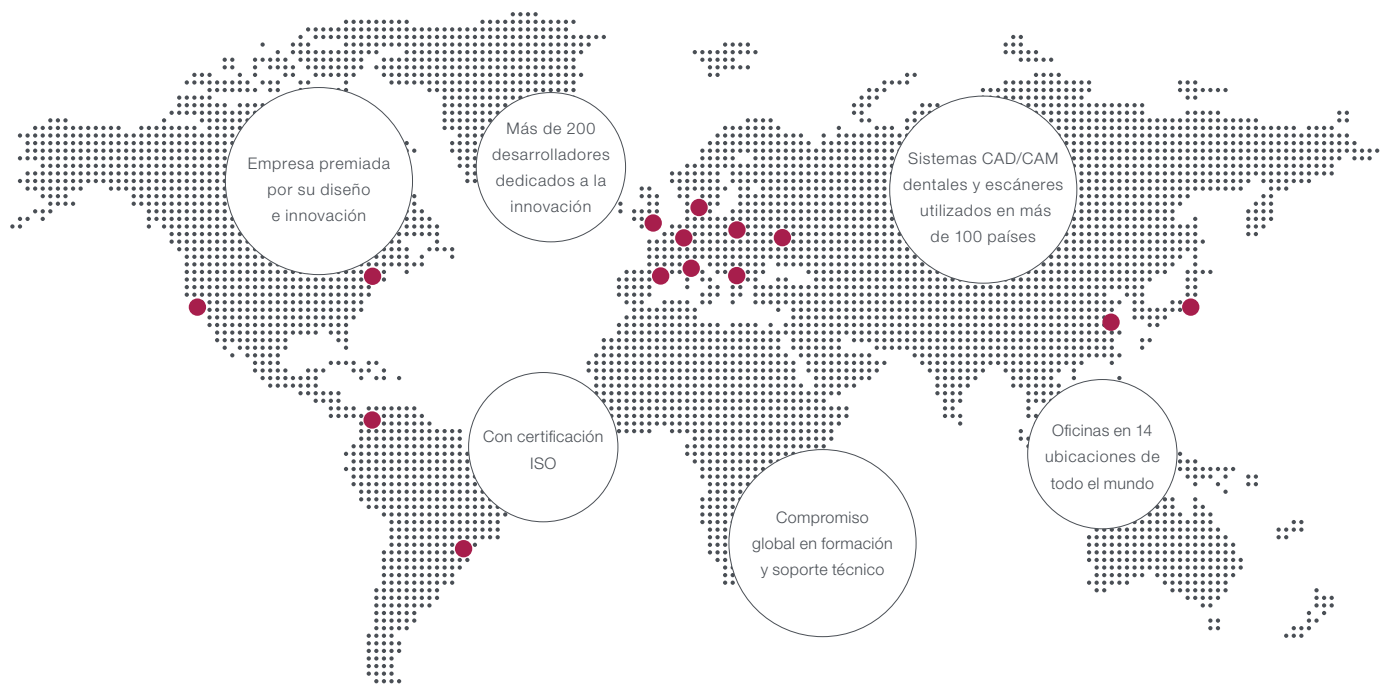 Empresa premiada
por su diseño
e innovación
Más de 200
desarrolladores
dedicados a la
innovación
Sistemas CAD/CAM
dentales y escáneres
utilizados en más
de 100 países
Con certificación
ISO
Compromiso
global en formación
y soporte técnico
Oficinas en 14
ubicaciones de
todo el mundo